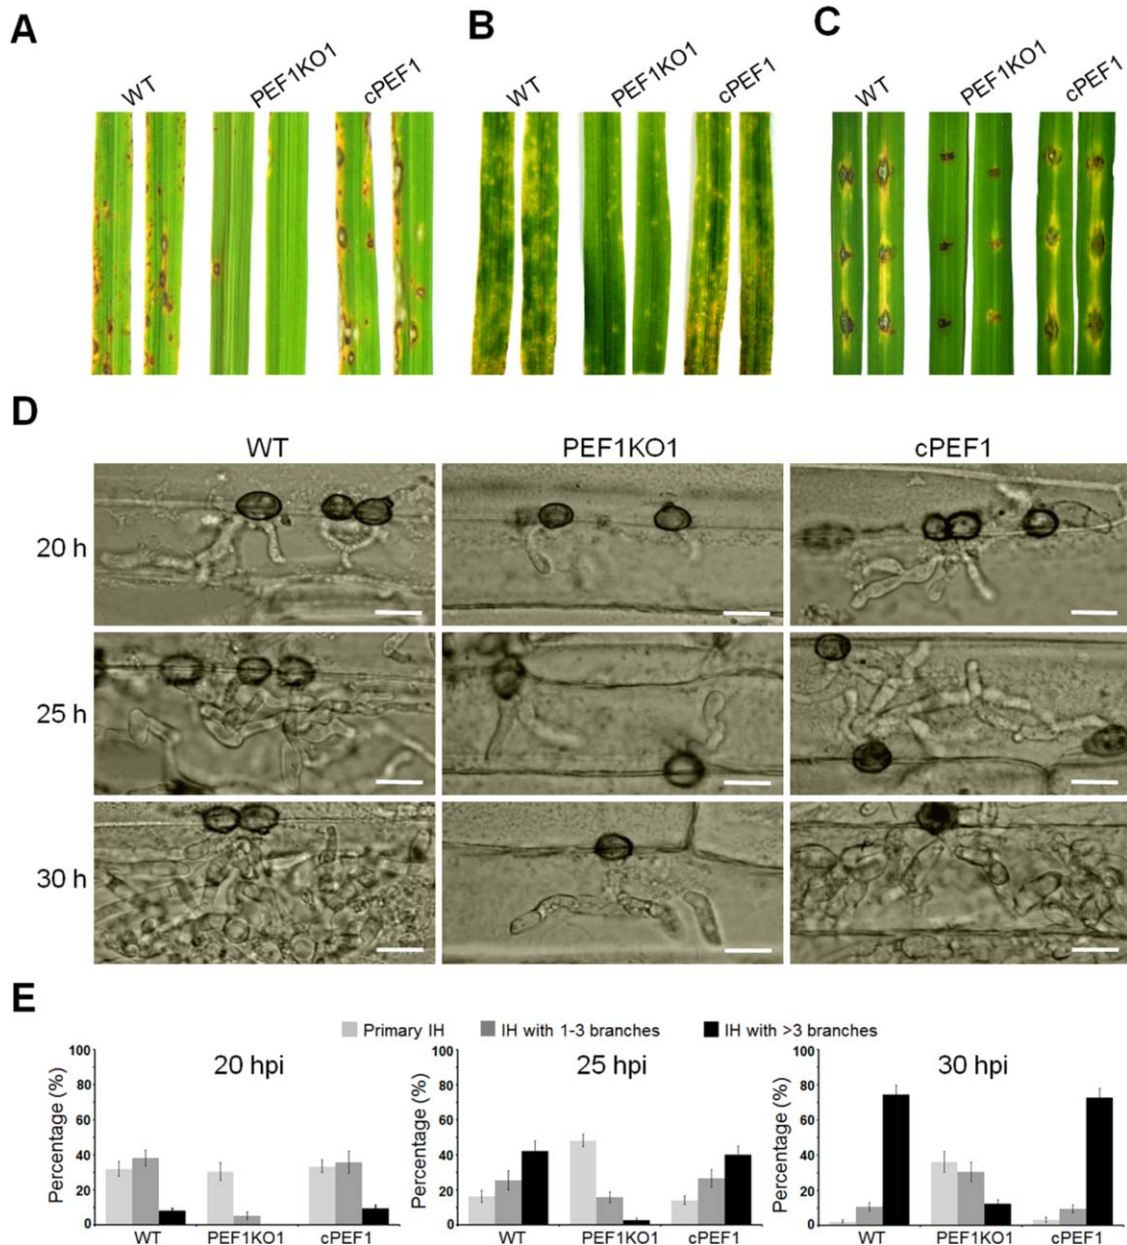 A
B
C
WT
PEF1KO1
cPEF1
WT
PEF1KO1
cPEF1
WT
PEF1KO1
cPEF1
D
WT
PEF1KO1
cPEF1
20 h
25 h
30 h
E
Primary IH
IH with 1-3 branches
IH with >3 branches
20 hpi
Percentage (%)
100
80
60
40
20
0
WT
PEF1KO1
cPEF1
25 hpi
Percentage (%)
100
80
60
40
20
0
WT
PEF1KO1
cPEF1
30 hpi
Percentage (%)
100
80
60
40
20
0
WT
PEF1KO1
cPEF1